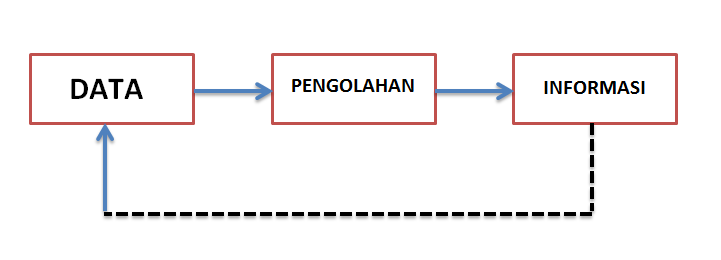 DATA
PENGOLAHAN
INFORMASI